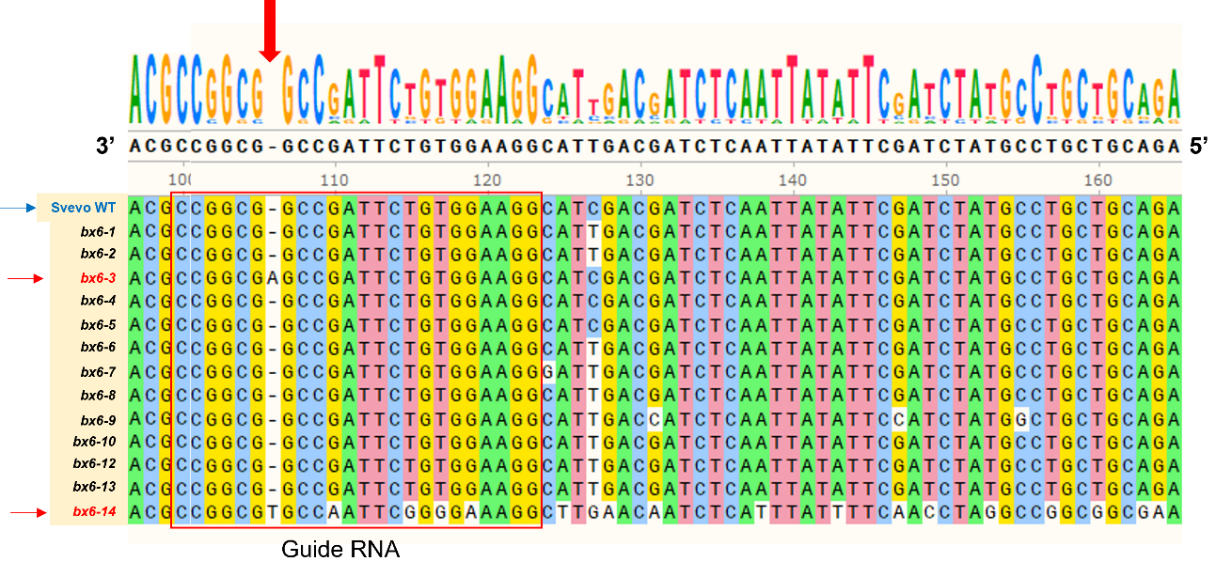 ACGCCGGCG GCCGATTCTGTGGAAGGCATTGACGATCTCAATTATATTCGATCTATGCCTGCTGCAGA
3’ ACGCCGGCG-GCCGATTCTGTGGAAGGCATTGACGATCTCAATTATATTCGATCTATGCCTGCTGCAGA 5’
100 110 120 130 140 150 160
Svevo WT ACGCCGGCG-GCCGATTCTGTGGAAGGCATCGACGATCTCAATTATATTCGATCTATGCCTGCTGCAGA
bx6-1 ACGCCGGCG-GCCGATTCTGTGGAAGGCATTGACGATCTCAATTATATTCGATCTATGCCTGCTGCAGA
bx6-2 ACGCCGGCG-GCCGATTCTGTGGAAGGCATTGACGATCTCAATTATATTCGATCTATGCCTGCTGCAGA
bx6-3 ACGCCGGCGAGCCGATTCTGTGGAAGGCATCGACGATCTCAATTATATTCGATCTATGCCTGCTGCAGA
bx6-4 ACGCCGGCG-GCCGATTCTGTGGAAGGCATCGACGATCTCAATTATATTCGATCTATGCCTGCTGCAGA
bx6-5 ACGCCGGCG-GCCGATTCTGTGGAAGGCATCGACGATCTCAATTATATTCGATCTATGCCTGCTGCAGA
bx6-6 ACGCCGGCG-GCCGATTCTGTGGAAGGCATTGACGATCTCAATTATATTCGATCTATGCCTGCTGCAGA
bx6-7 ACGCCGGCG-GCCGATTCTGTGGAAGGGATTGACGATCTCAATTATATTCGATCTATGCCTGCTGCAGA
bx6-8 ACGCCGGCG-GCCGATTCTGTGGAAGGCATTGACGATCTCAATTATATTCGATCTATGCCTGCTGCAGA
bx6-9 ACGCCGGCG-GCCGATTCTGTGGAAGGCATTGACCATCTCAATTATATTCCATCTATGGCTGCTGCAGA
bx6-10 ACGCCGGCG-GCCGATTCTGTGGAAGGCATTGACGATCTCAATTATATTCGATCTATGCCTGCTGCAGA
bx6-12 ACGCCGGCG-GCCGATTCTGTGGAAGGCATTGACGATCTCAATTATATTCGATCTATGCCTGCTGCAGA
bx6-13 ACGCCGGCG-GCCGATTCTGTGGAAGGCATTGACGATCTCAATTATATTCGATCTATGCCTGCTGCAGA
bx6-14 ACGCCGGCGTGCCAATTCGGGGAAAGGCTTGAACAATCTCATTTATTTTCAACCTAGGCCGGCGGCGAA
Guide RNA